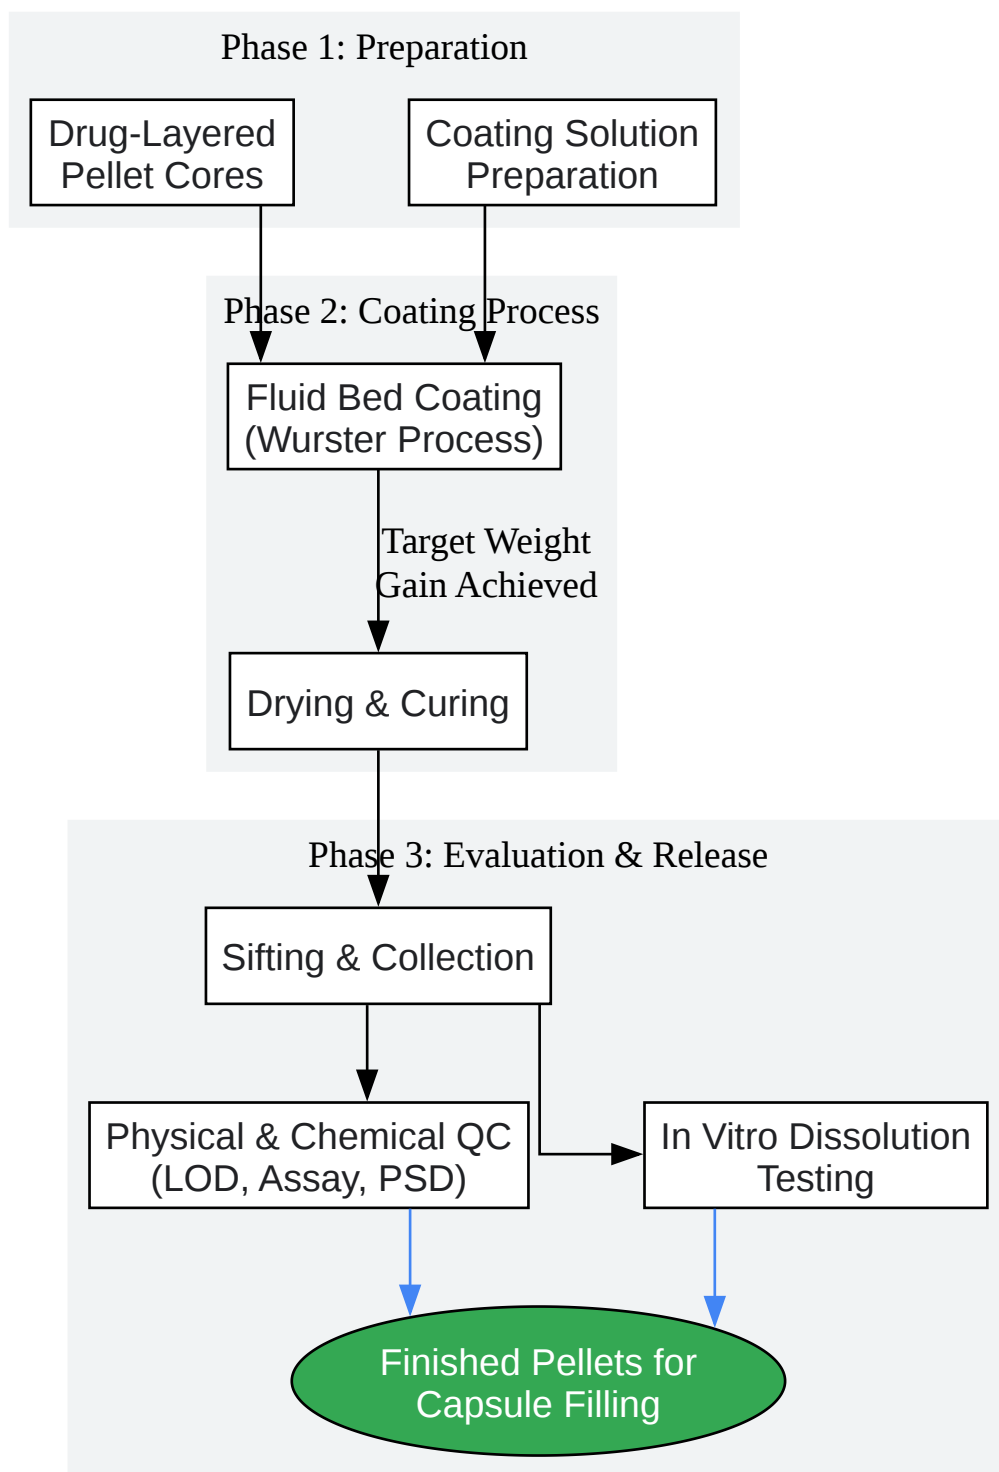 Phase 1: Preparation
Drug-Layered
Pellet Cores
Coating Solution
Preparation
Phase 2: Coating Process
Fluid Bed Coating
(Wurster Process)
Target Weight
Gain Achieved
Drying & Curing
Phase 3: Evaluation & Release
Sifting & Collection
Physical & Chemical QC
(LOD, Assay, PSD)
In Vitro Dissolution
Testing
Finished Pellets for
Capsule Filling